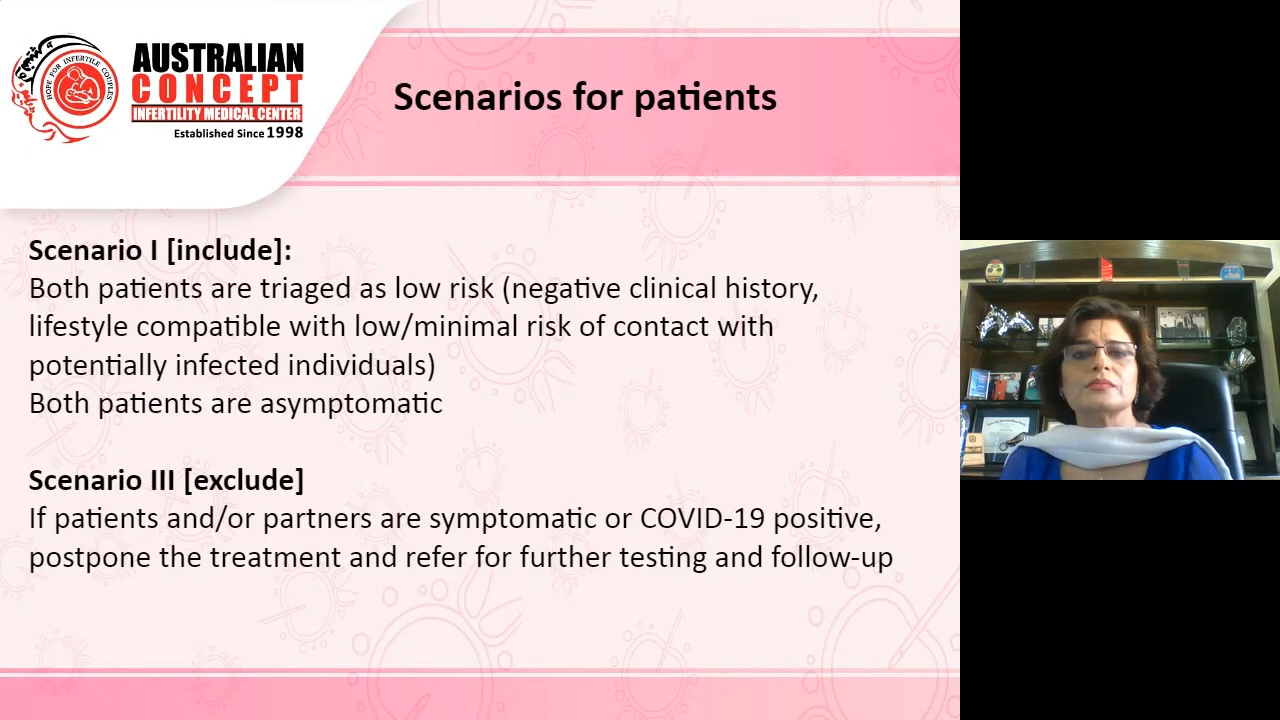 HOPE FOR INFERTILE COUPLES
AUSTRALIAN
CONCEPT
INFERTILITY MEDICAL CENTER
Established Since 1998
Scenarios for patients
Scenario I [include]:
Both patients are triaged as low risk (negative clinical history,
lifestyle compatible with low/minimal risk of contact with
potentially infected individuals)
Both patients are asymptomatic
Scenario III [exclude]
If patients and/or partners are symptomatic or COVID-19 positive,
postpone the treatment and refer for further testing and follow-up